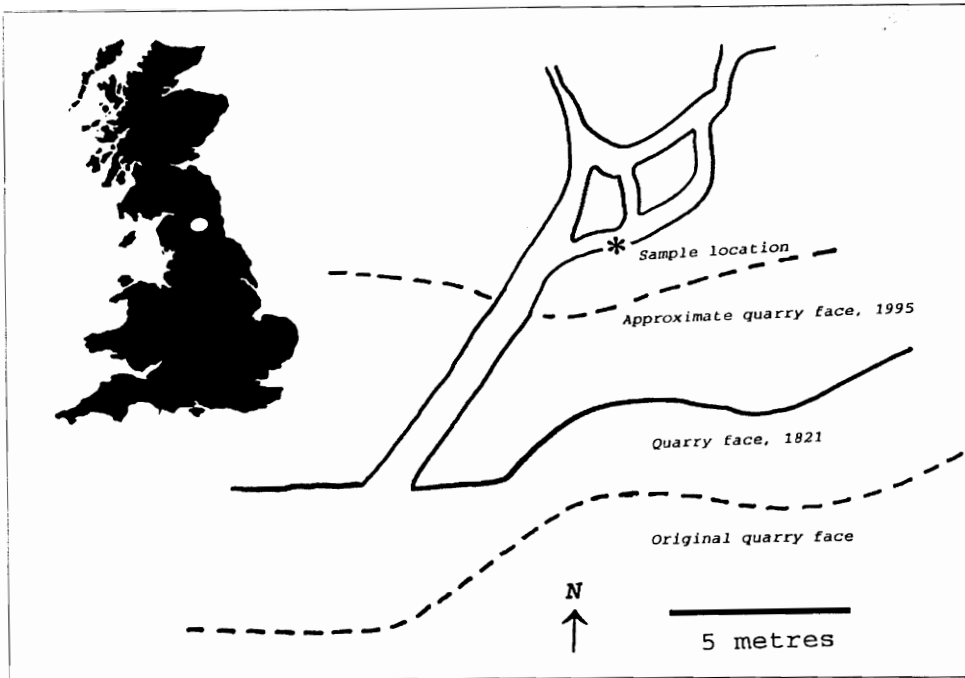 * Sample location
Approximate quarry face, 1995
Quarry face, 1821
Original quarry face
N
5 metres